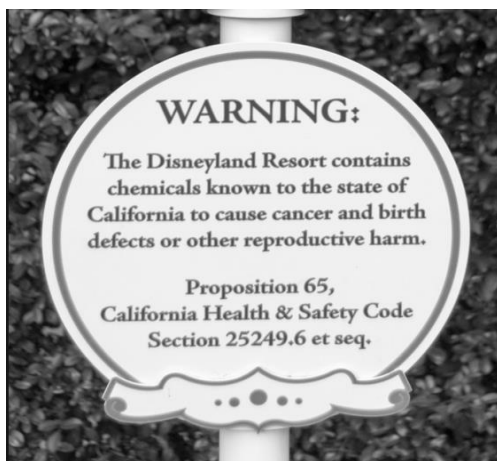 WARNING:
The Disneyland Resort contains
chemicals known to the state of
California to cause cancer and birth
defects or other reproductive harm.
Proposition 65,
California Health & Safety Code
Section 25249.6 et seq.